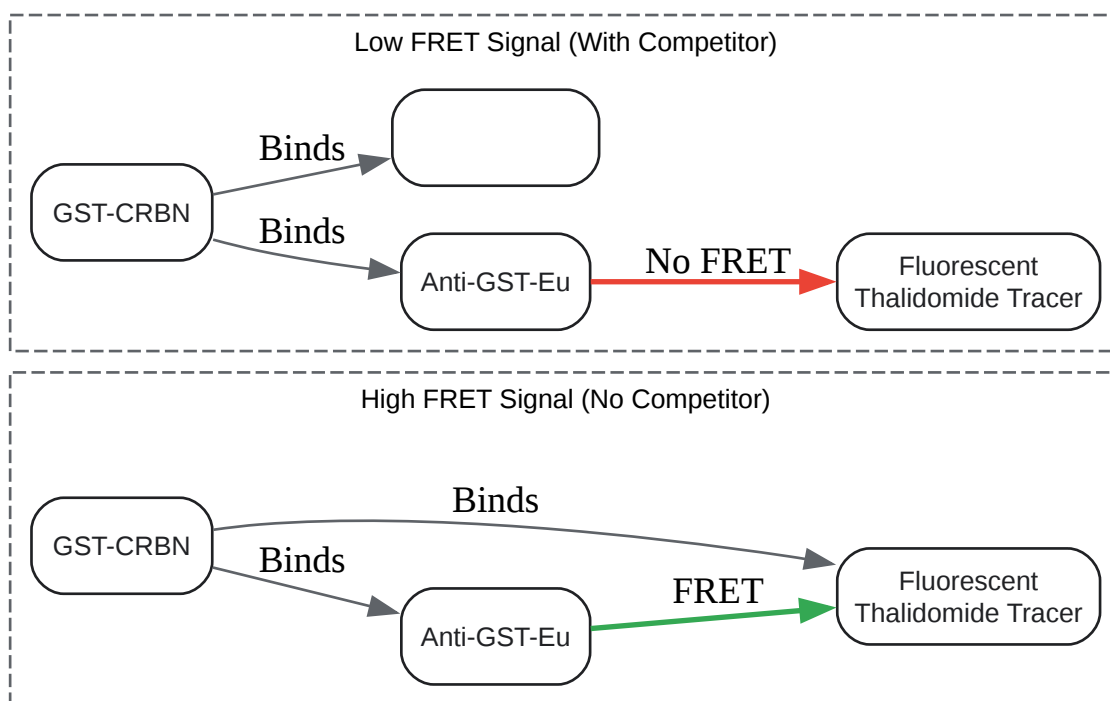 Low FRET Signal (With Competitor)
Binds
GST-CRBN
Binds
Anti-GST-Eu
No FRET
Fluorescent
Thalidomide Tracer
High FRET Signal (No Competitor)
Binds
GST-CRBN
Binds
Anti-GST-Eu
FRET
Fluorescent
Thalidomide Tracer